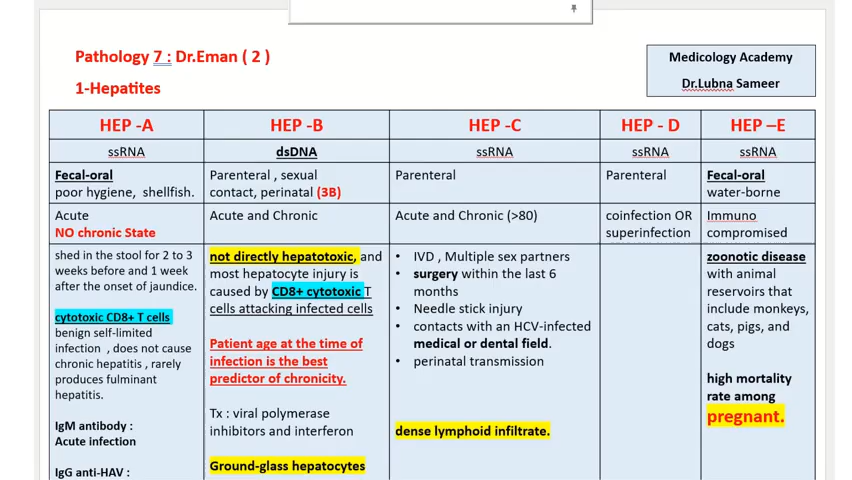 Pathology 7 : Dr.Eman ( 2 )
1-Hepatites
Medicology Academy
Dr.Lubna Sameer
HEP -A
HEP -B
HEP -C
HEP - D
HEP –E
ssRNA
dsDNA
ssRNA
ssRNA
ssRNA
Fecal-oral
poor hygiene, shellfish.
Parenteral , sexual
contact, perinatal (3B)
Parenteral
Parenteral
Fecal-oral
water-borne
Acute
NO chronic State
Acute and Chronic
Acute and Chronic (>80)
coinfection OR
superinfection
Immuno
compromised
shed in the stool for 2 to 3
weeks before and 1 week
after the onset of jaundice.
cytotoxic CD8+ T cells
benign self-limited
infection , does not cause
chronic hepatitis , rarely
produces fulminant
hepatitis.
IgM antibody :
Acute infection
IgG anti-HAV :
not directly hepatotoxic, and
most hepatocyte injury is
caused by CD8+ cytotoxic T
cells attacking infected cells
Patient age at the time of
infection is the best
predictor of chronicity.
Tx : viral polymerase
inhibitors and interferon
Ground-glass hepatocytes
• IVD , Multiple sex partners
• surgery within the last 6
months
• Needle stick injury
• contacts with an HCV-infected
medical or dental field.
• perinatal transmission
dense lymphoid infiltrate.
zoonotic disease
with animal
reservoirs that
include monkeys,
cats, pigs, and
dogs
high mortality
rate among
pregnant.